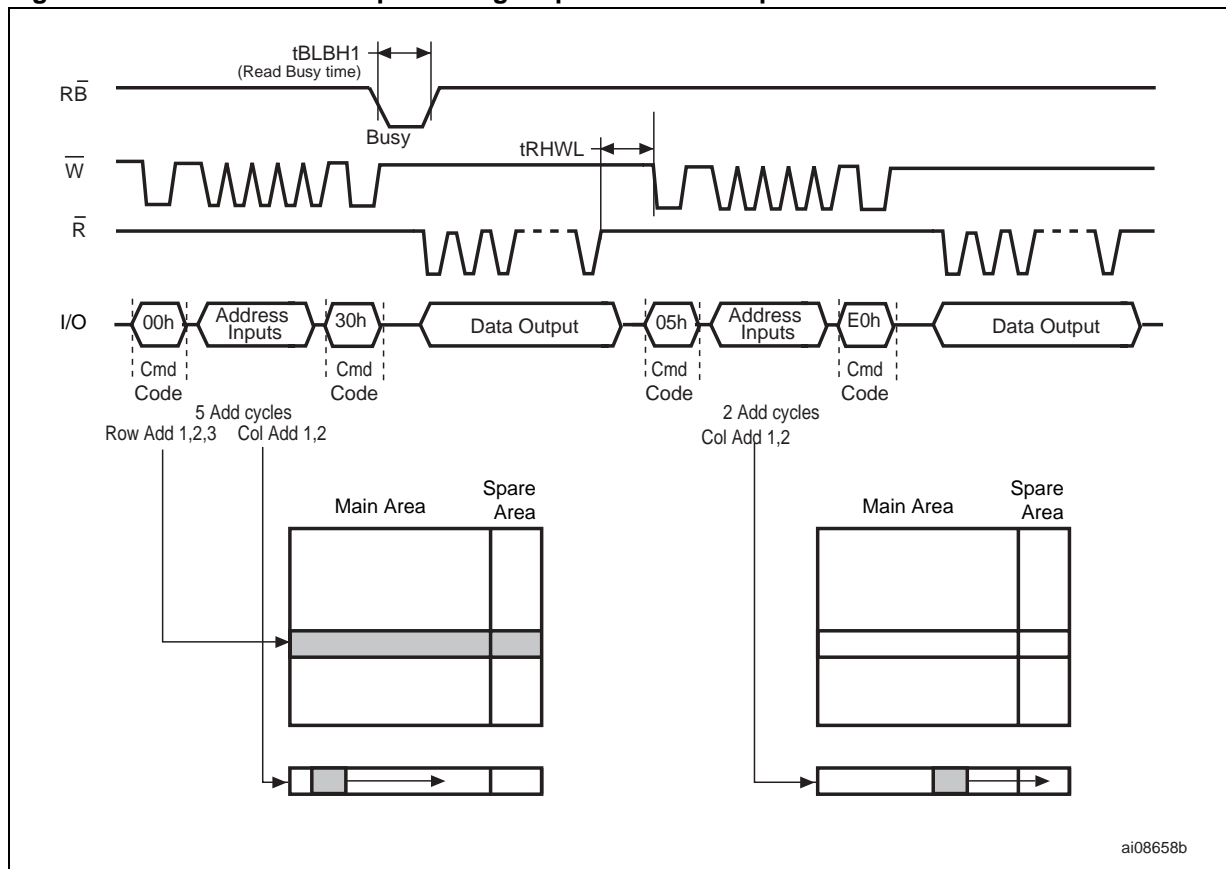 tBLBH1
(Read Busy time)
RB̅
Busy
tRHWL
W̅
R̅
I/O
00h
Address
Inputs
30h
Data Output
05h
Address
Inputs
E0h
Data Output
Cmd
Code
Cmd
Code
Cmd
Code
Cmd
Code
5 Add cycles
Row Add 1,2,3 Col Add 1,2
2 Add cycles
Col Add 1,2
Main Area
Spare
Area
Main Area
Spare
Area
ai08658b